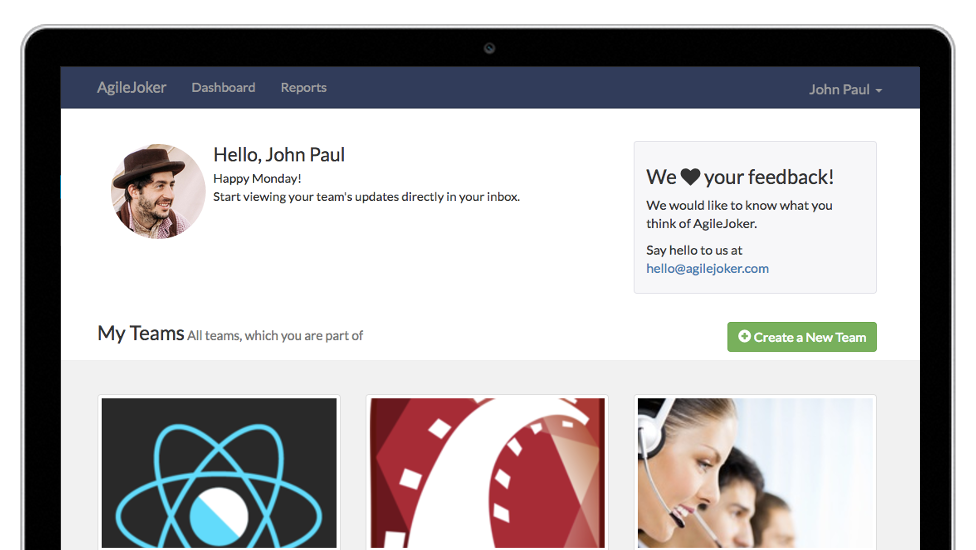 AgileJoker Dashboard Reports John Paul
Hello, John Paul
Happy Monday!
Start viewing your team's updates directly in your inbox.
We ♥ your feedback!
We would like to know what you
think of AgileJoker.
Say hello to us at
hello@agilejoker.com
My Teams All teams, which you are part of
Create a New Team